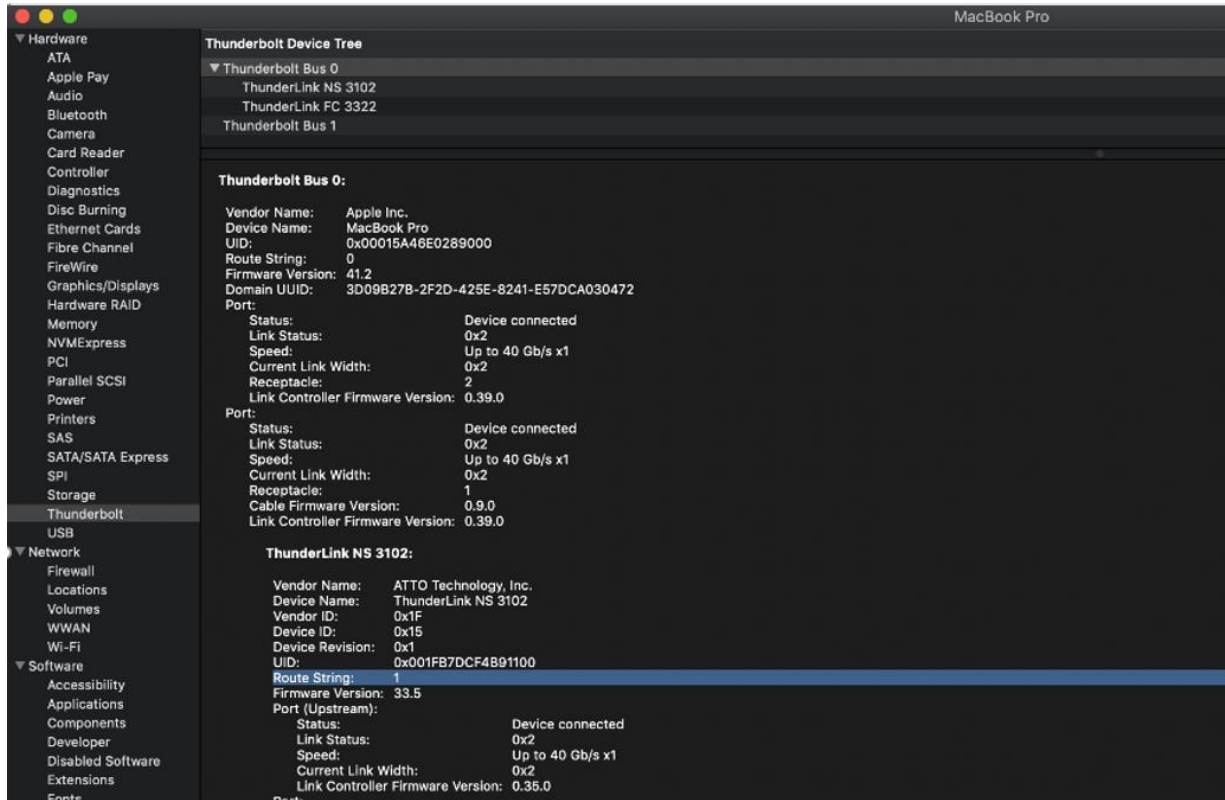 MacBook Pro
Hardware
ATA
Apple Pay
Audio
Bluetooth
Camera
Card Reader
Controller
Diagnostics
Disc Burning
Ethernet Cards
Fibre Channel
FireWire
Graphics/Displays
Hardware RAID
Memory
NVMExpress
PCI
Parallel SCSI
Power
Printers
SAS
SATA/SATA Express
SPI
Storage
Thunderbolt
USB
Network
Firewall
Locations
Volumes
WWAN
Wi-Fi
Software
Accessibility
Applications
Components
Developer
Disabled Software
Extensions
Fonts
Thunderbolt Device Tree
Thunderbolt Bus 0
ThunderLink NS 3102
ThunderLink FC 3322
Thunderbolt Bus 1
Thunderbolt Bus 0:
Vendor Name: Apple Inc.
Device Name: MacBook Pro
UID: 0x00015A46E0289000
Route String: 0
Firmware Version: 41.2
Domain UUID: 3D09B27B-2F2D-425E-8241-E57DCA030472
Port:
Status: Device connected
Link Status: 0x2
Speed: Up to 40 Gb/s x1
Current Link Width: 0x2
Receptacle: 2
Link Controller Firmware Version: 0.39.0
Port:
Status: Device connected
Link Status: 0x2
Speed: Up to 40 Gb/s x1
Current Link Width: 0x2
Receptacle: 1
Cable Firmware Version: 0.9.0
Link Controller Firmware Version: 0.39.0
ThunderLink NS 3102:
Vendor Name: ATTO Technology, Inc.
Device Name: ThunderLink NS 3102
Vendor ID: 0x1F
Device ID: 0x15
Device Revision: 0x1
UID: 0x001FB7DCF4B91100
Route String: 1
Firmware Version: 33.5
Port (Upstream):
Status: Device connected
Link Status: 0x2
Speed: Up to 40 Gb/s x1
Current Link Width: 0x2
Link Controller Firmware Version: 0.35.0
Port: